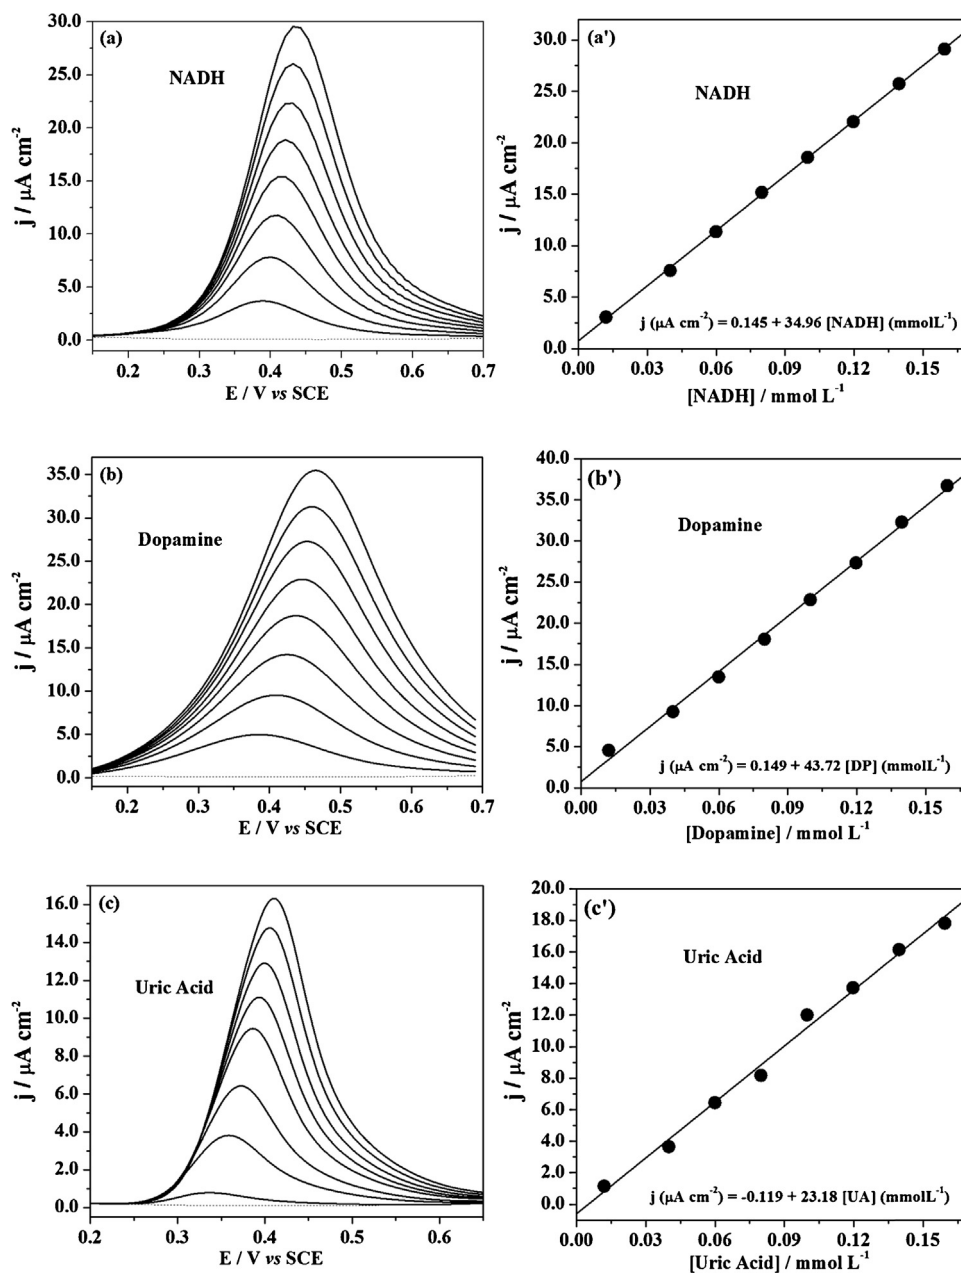 (a)
NADH
30.0
25.0
20.0
15.0
10.0
5.0
0.0
j / μA cm-2
0.2 0.3 0.4 0.5 0.6 0.7
E / V vs SCE
(a')
NADH
30.0
25.0
20.0
15.0
10.0
5.0
0.0
j / μA cm-2
j (μA cm-2) = 0.145 + 34.96 [NADH] (mmolL-1)
0.00 0.03 0.06 0.09 0.12 0.15
[NADH] / mmol L-1
(b)
Dopamine
35.0
30.0
25.0
20.0
15.0
10.0
5.0
0.0
j / μA cm-2
0.2 0.3 0.4 0.5 0.6 0.7
E / V vs SCE
(b')
Dopamine
40.0
35.0
30.0
25.0
20.0
15.0
10.0
5.0
0.0
j / μA cm-2
j (μA cm-2) = 0.149 + 43.72 [DP] (mmolL-1)
0.00 0.03 0.06 0.09 0.12 0.15
[Dopamine] / mmol L-1
(c)
Uric Acid
16.0
14.0
12.0
10.0
8.0
6.0
4.0
2.0
0.0
j / μA cm-2
0.2 0.3 0.4 0.5 0.6
E / V vs SCE
(c')
Uric Acid
20.0
18.0
16.0
14.0
12.0
10.0
8.0
6.0
4.0
2.0
0.0
j / μA cm-2
j (μA cm-2) = -0.119 + 23.18 [UA] (mmolL-1)
0.00 0.03 0.06 0.09 0.12 0.15
[Uric Acid] / mmol L-1